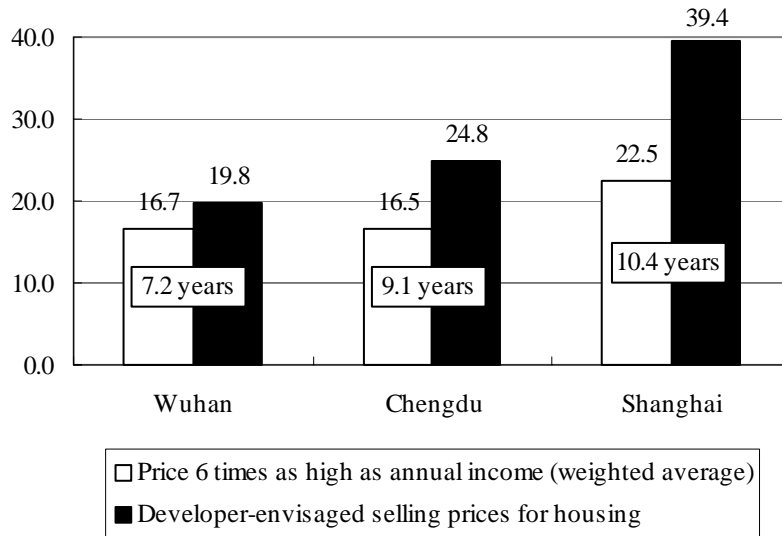 40.0
30.0
20.0
10.0
0.0
16.7
19.8
7.2 years
16.5
24.8
9.1 years
22.5
39.4
10.4 years
Wuhan
Chengdu
Shanghai
Price 6 times as high as annual income (weighted average)
Developer-envisaged selling prices for housing